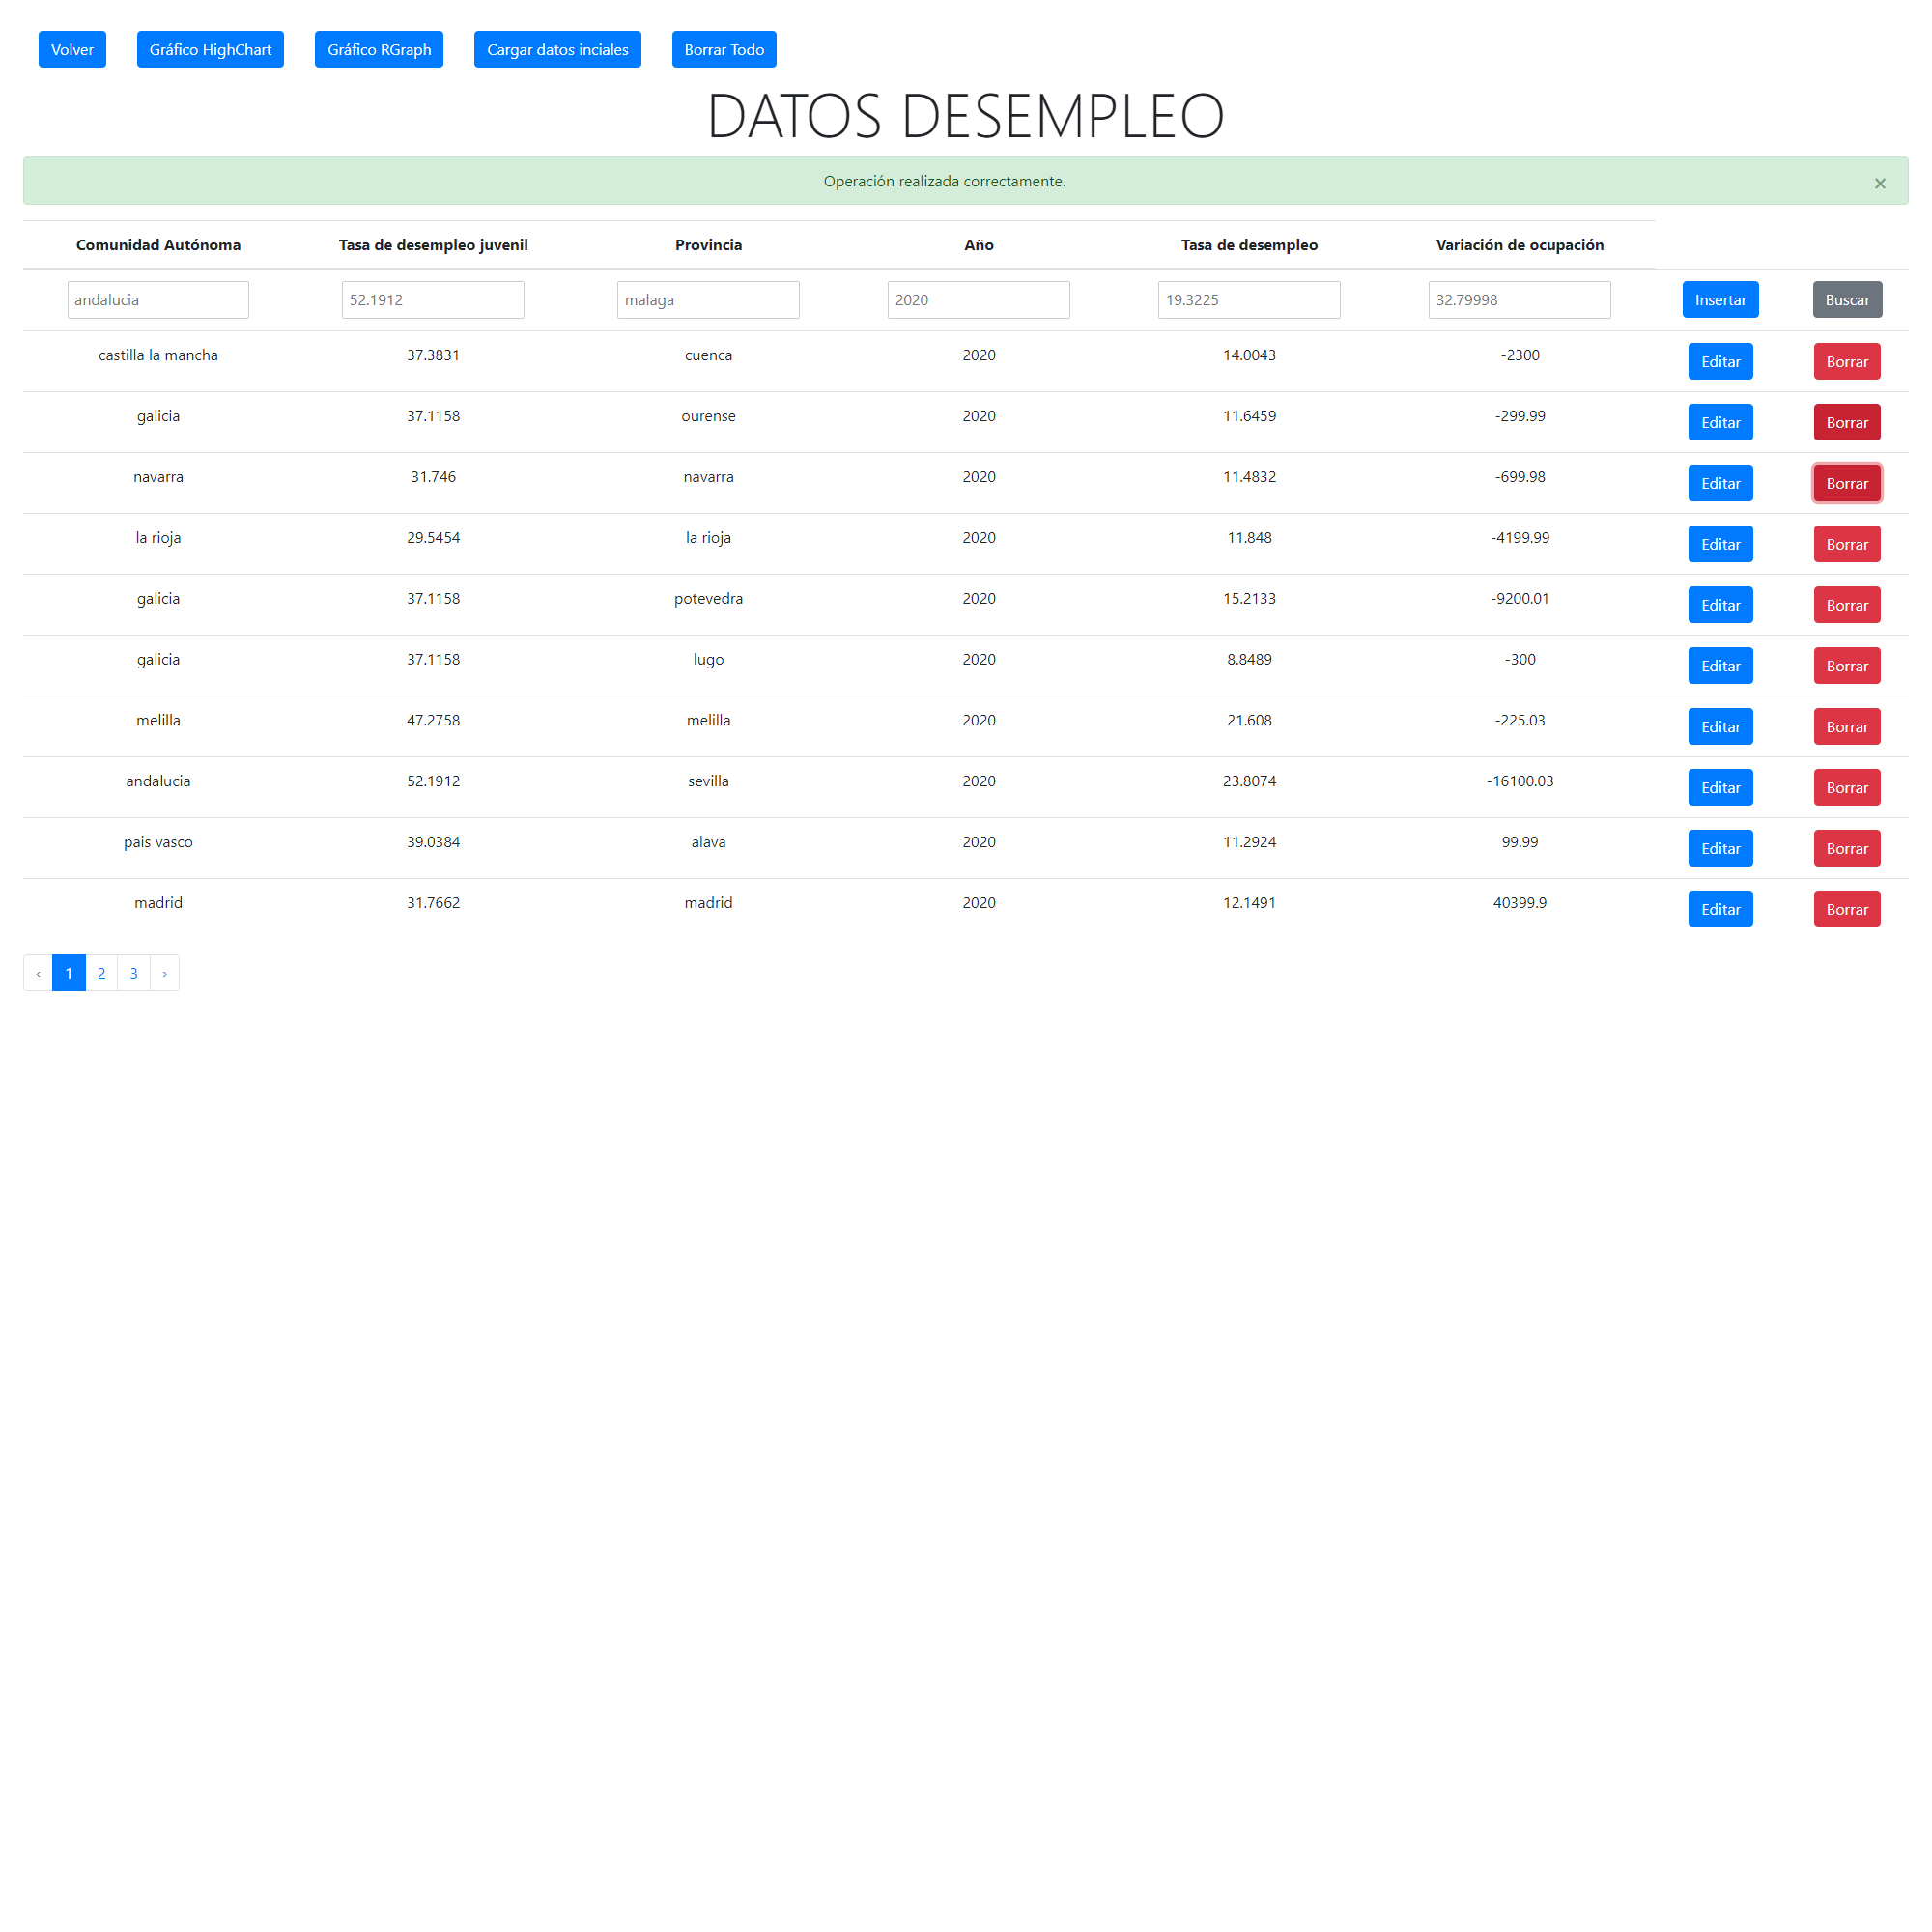 Volver Gráfico HighChart Gráfico RGraph Cargar datos inciales Borrar Todo
DATOS DESEMPLEO
Operación realizada correctamente. ×
Comunidad Autónoma Tasa de desempleo juvenil Provincia Año Tasa de desempleo Variación de ocupación
andalucia 52.1912 malaga 2020 19.3225 32.79998 Insertar Buscar
castilla la mancha 37.3831 cuenca 2020 14.0043 -2300 Editar Borrar
galicia 37.1158 ourense 2020 11.6459 -299.99 Editar Borrar
navarra 31.746 navarra 2020 11.4832 -699.98 Editar Borrar
la rioja 29.5454 la rioja 2020 11.848 -4199.99 Editar Borrar
galicia 37.1158 potevedra 2020 15.2133 -9200.01 Editar Borrar
galicia 37.1158 lugo 2020 8.8489 -300 Editar Borrar
melilla 47.2758 melilla 2020 21.608 -225.03 Editar Borrar
andalucia 52.1912 sevilla 2020 23.8074 -16100.03 Editar Borrar
pais vasco 39.0384 alava 2020 11.2924 99.99 Editar Borrar
madrid 31.7662 madrid 2020 12.1491 40399.9 Editar Borrar
‹ 1 2 3 ›